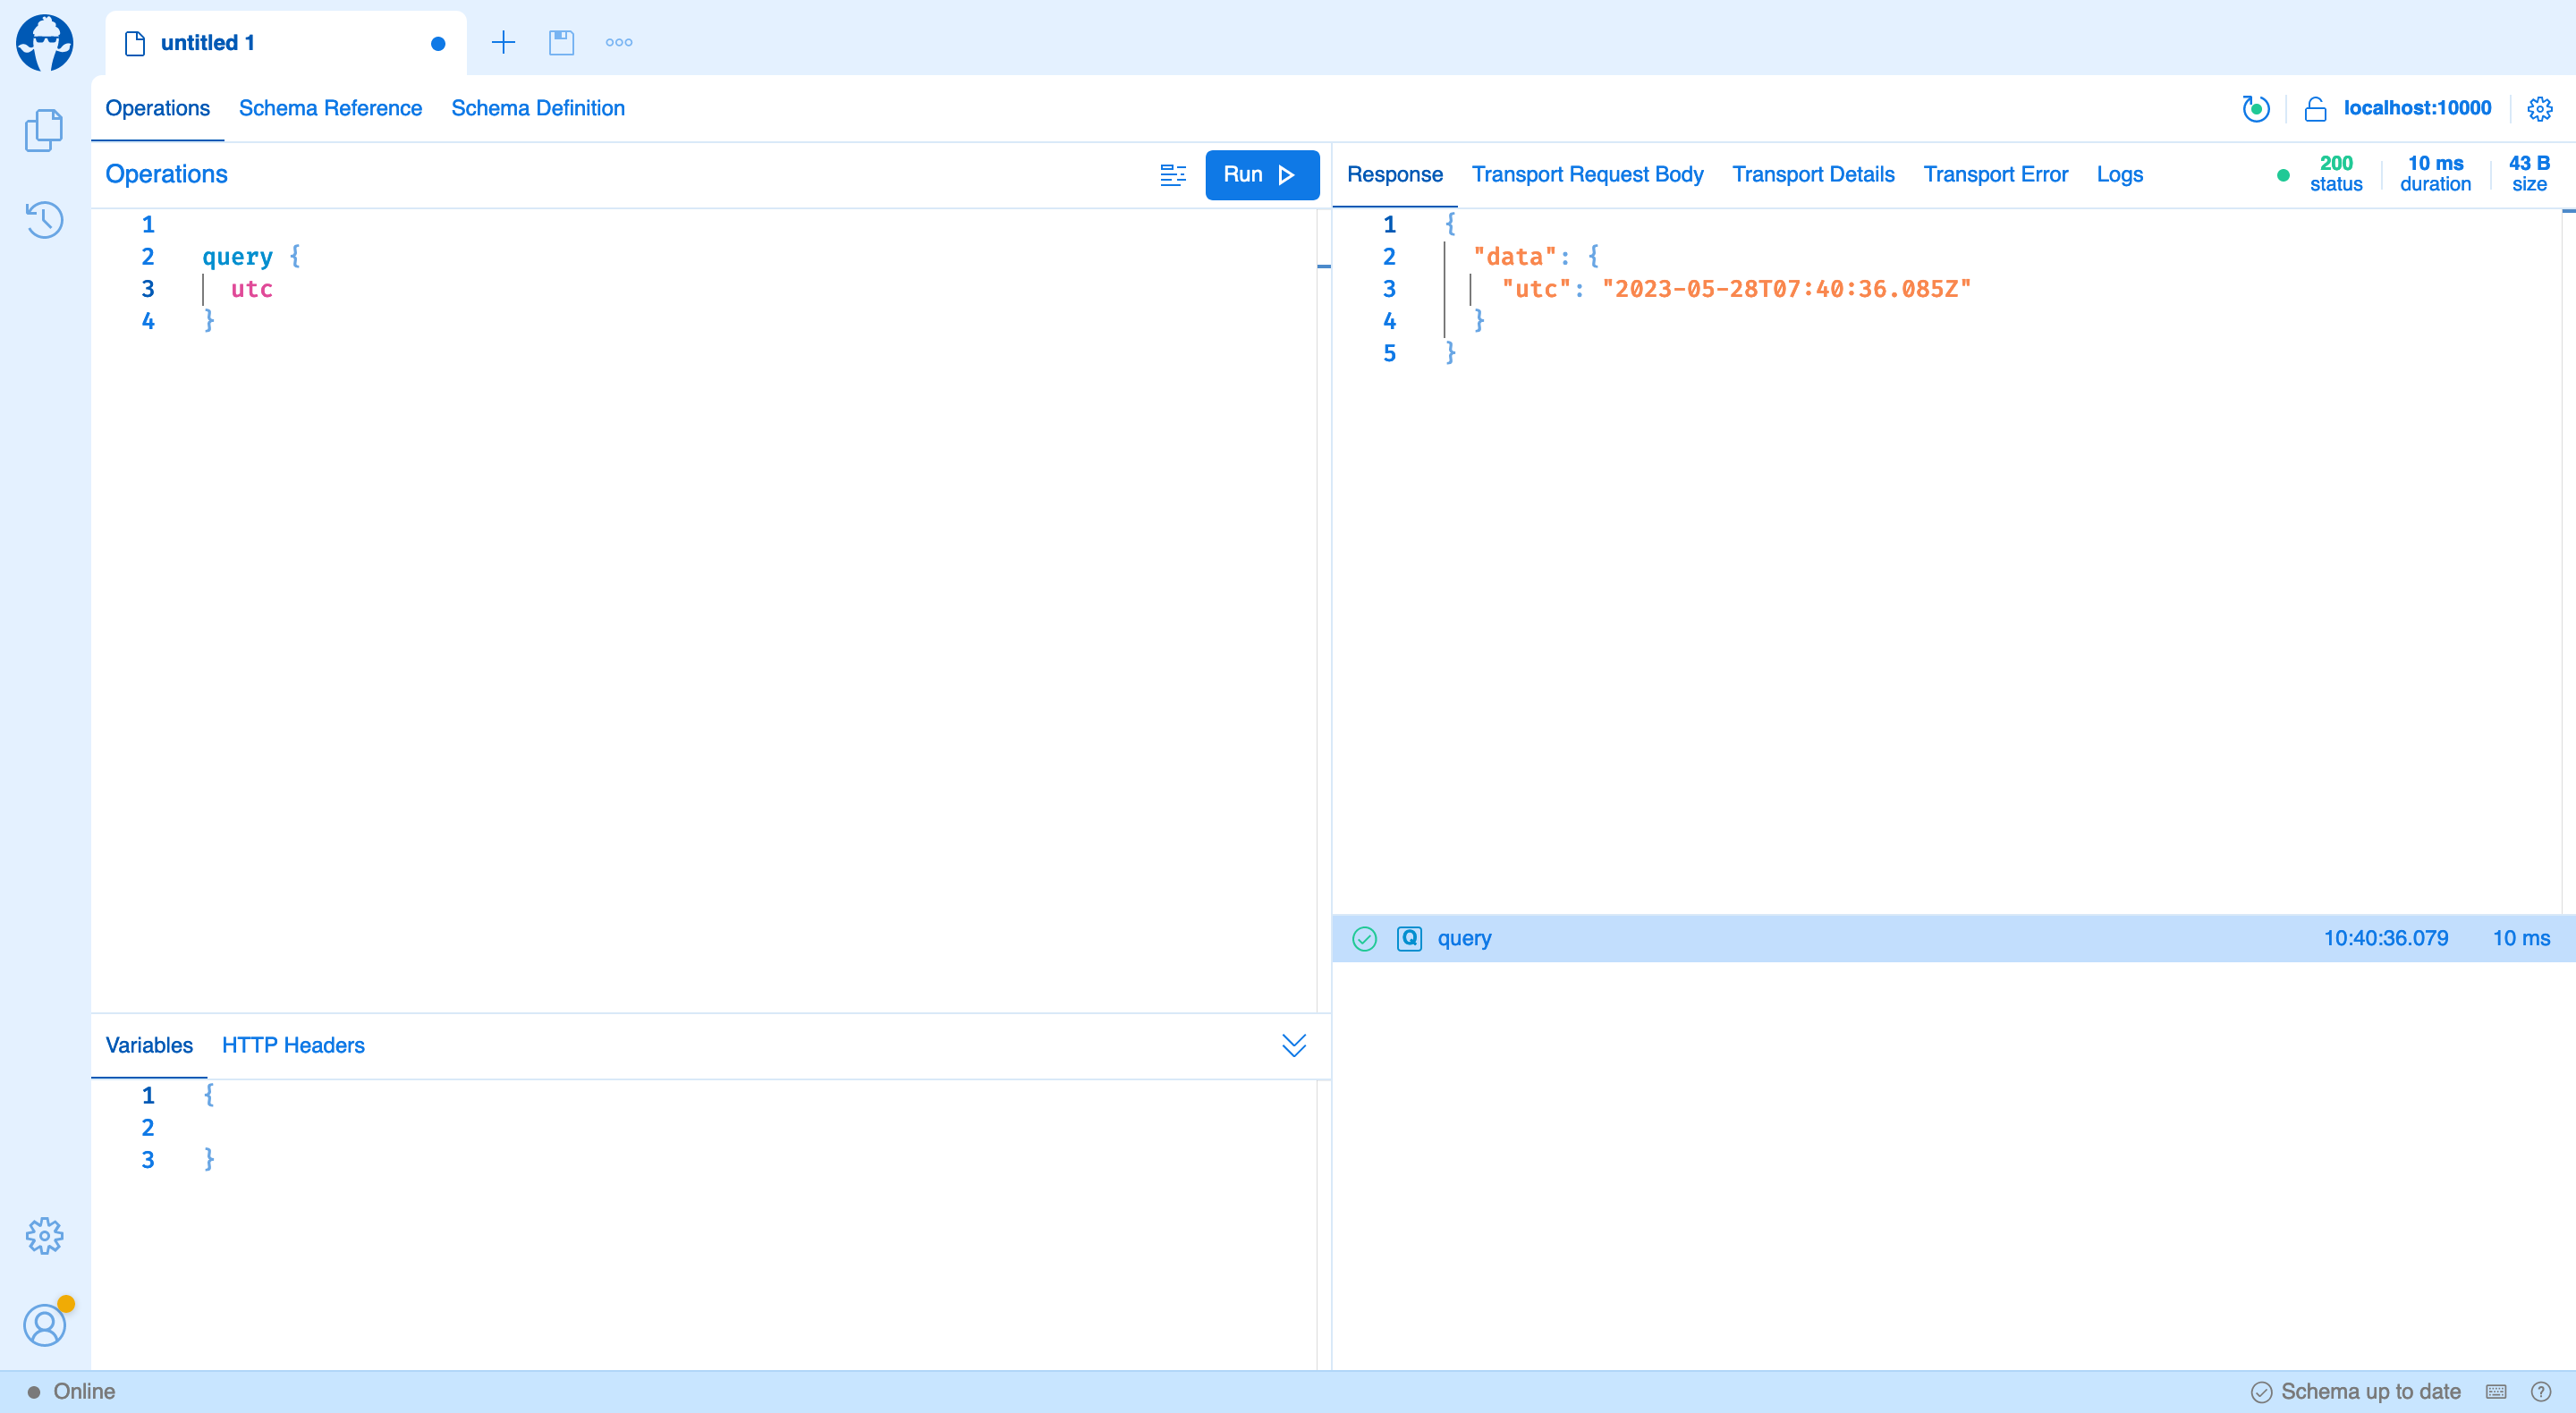 untitled 1
Operations Schema Reference Schema Definition
localhost:10000
Operations
Run
1
2 query {
3 utc
4 }
Response Transport Request Body Transport Details Transport Error Logs
200 status
10 ms duration
43 B size
1 {
2 "data": {
3 "utc": "2023-05-28T07:40:36.085Z"
4 }
5 }
Q query 10:40:36.079 10 ms
Variables HTTP Headers
1 {
2
3 }
Online
Schema up to date
?